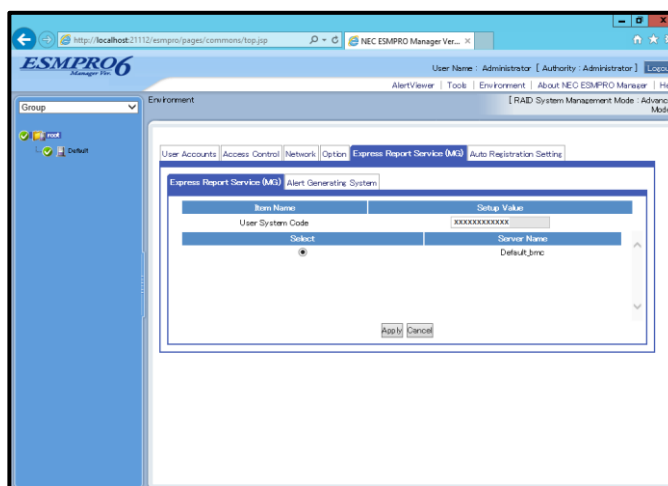 http://localhost:21112/esmpro/pages/commons/top.jsp
NEC ESMPRO Manager Ver...
ESMPRO6
Manager Ver.
User Name : Administrator [ Authority : Administrator ] Logou
AlertViewer | Tools | Environment | About NEC ESMPRO Manager | He
Group
Environment
[ RAID System Management Mode : Advanc
Mode
root
Default
User Accounts Access Control Network Option Express Report Service (MG) Auto Registration Setting
Express Report Service (MG) Alert Generating System
Item Name Setup Value
User System Code XXXXXXXXXXXX
Select Server Name
Default_bmc
Apply Cancel